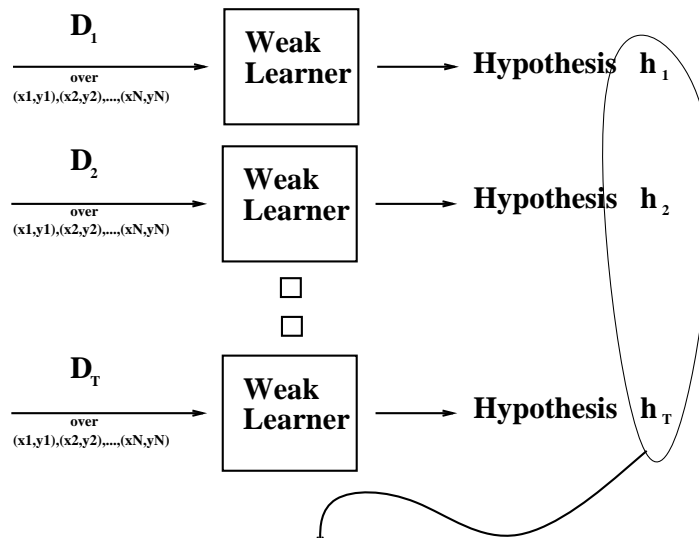 D1
over
(x1,y1),(x2,y2),...,(xN,yN)
Weak
Learner
Hypothesis h1
D2
over
(x1,y1),(x2,y2),...,(xN,yN)
Weak
Learner
Hypothesis h2
DT
over
(x1,y1),(x2,y2),...,(xN,yN)
Weak
Learner
Hypothesis hT